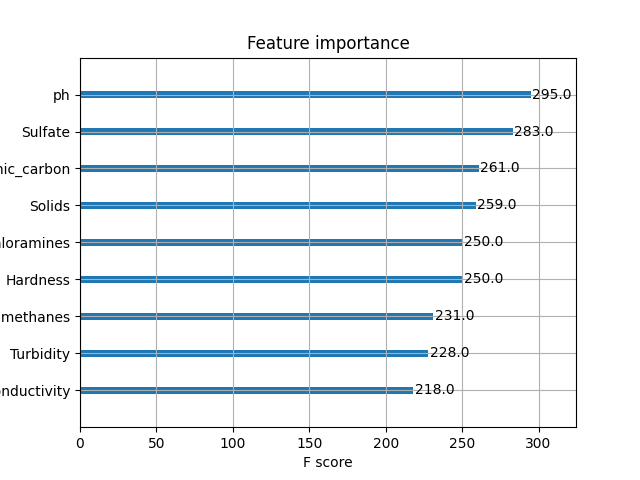 Feature importance
ph 295.0
Sulfate 283.0
nic_carbon 261.0
Solids 259.0
loramines 250.0
Hardness 250.0
methanes 231.0
Turbidity 228.0
onductivity 218.0
0 50 100 150 200 250 300
F score